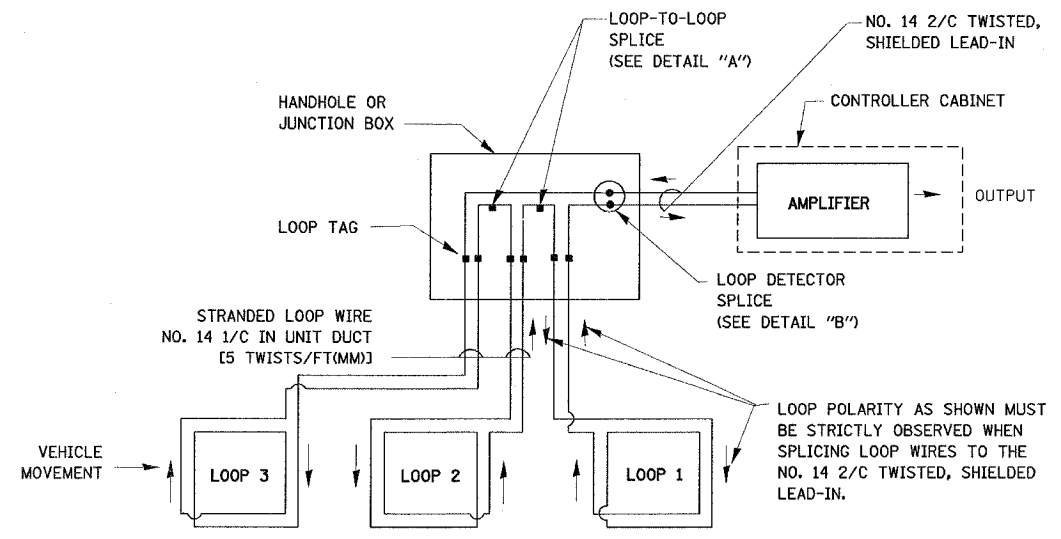 LOOP-TO-LOOP
SPLICE
(SEE DETAIL "A")
NO. 14 2/C TWISTED,
SHIELDED LEAD-IN
HANDHOLE OR
JUNCTION BOX
CONTROLLER CABINET
AMPLIFIER
OUTPUT
LOOP TAG
LOOP DETECTOR
SPLICE
(SEE DETAIL "B")
STRANDED LOOP WIRE
NO. 14 1/C IN UNIT DUCT
[5 TWISTS/FT(MM)]
LOOP POLARITY AS SHOWN MUST
BE STRICTLY OBSERVED WHEN
SPLICING LOOP WIRES TO THE
NO. 14 2/C TWISTED, SHIELDED
LEAD-IN.
VEHICLE
MOVEMENT
LOOP 3
LOOP 2
LOOP 1